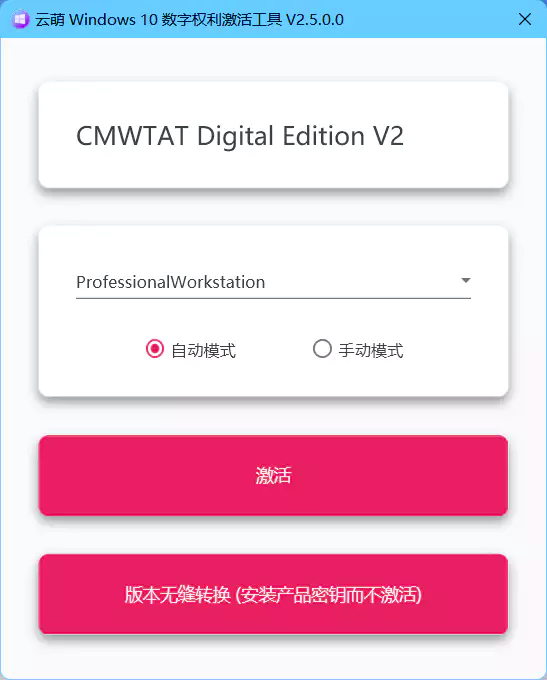 云萌 Windows 10 数字权利激活工具 V2.5.0.0
CMWTAT Digital Edition V2
ProfessionalWorkstation
自动模式 手动模式
激活
版本无缝转换 (安装产品密钥而不激活)